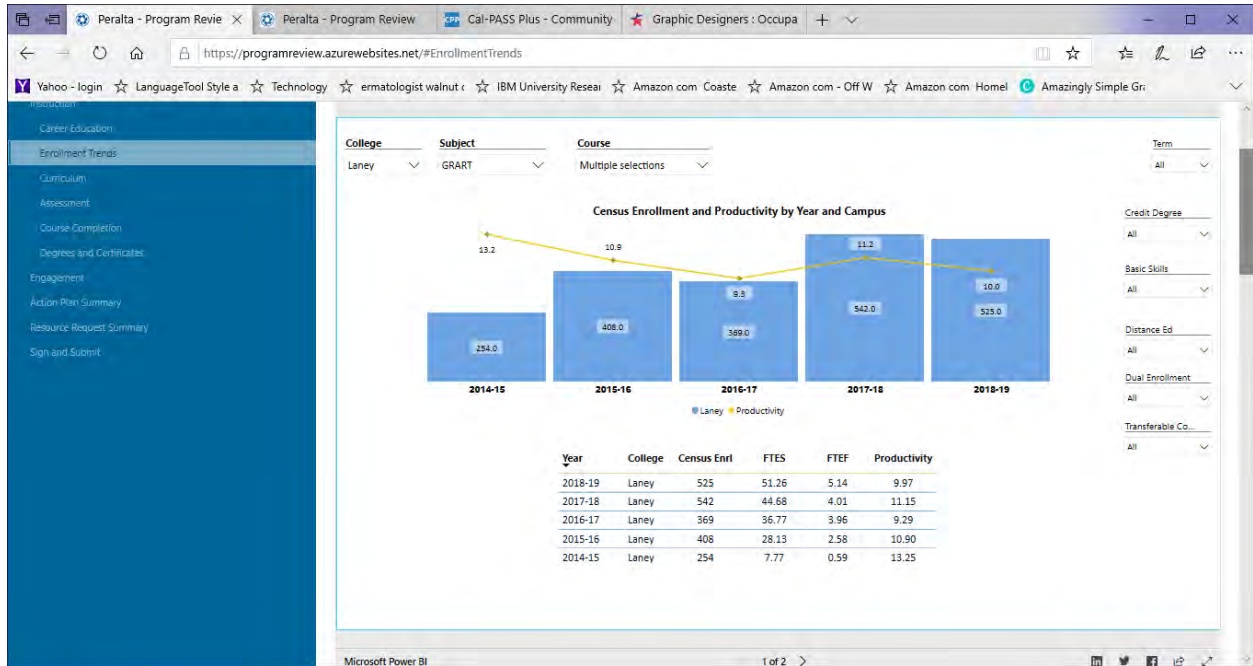 Peralta - Program Revie
Peralta - Program Review
CPP Cal-PASS Plus - Community
Graphic Designers : Occupa
https://programreview.azurewebsites.net/#EnrollmentTrends
Yahoo - login LanguageTool Style a Technology ermatologist walnut c IBM University Resear Amazon com Coaste Amazon com - Off W Amazon com Homel Amazingly Simple Gra
Instruction
Career Education
Enrollment Trends
Curriculum
Assessment
Course Completion
Degrees and Certificates
Engagement
Action Plan Summary
Resource Request Summary
Sign and Submit
College Subject Course Term
Laney GRART Multiple selections All
Census Enrollment and Productivity by Year and Campus
Credit Degree
All
Basic Skills
All
Distance Ed
All
Dual Enrollment
All
Transferable Co...
All
13.2 10.9 9.3 11.2 10.0
254.0 408.0 369.0 542.0 525.0
2014-15 2015-16 2016-17 2017-18 2018-19
Laney Productivity
Year College Census Enrl FTES FTEF Productivity
2018-19 Laney 525 51.26 5.14 9.97
2017-18 Laney 542 44.68 4.01 11.15
2016-17 Laney 369 36.77 3.96 9.29
2015-16 Laney 408 28.13 2.58 10.90
2014-15 Laney 254 7.77 0.59 13.25
Microsoft Power BI 1 of 2